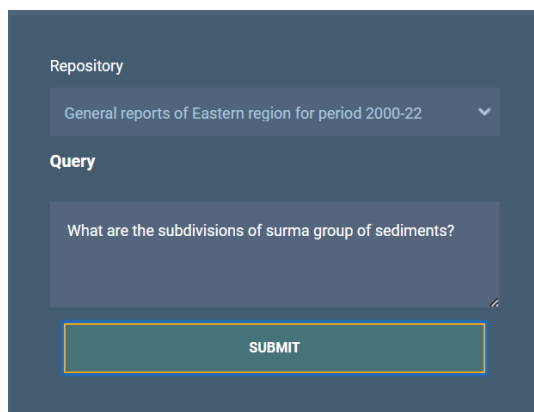 Repository
General reports of Eastern region for period 2000-22
Query
What are the subdivisions of surma group of sediments?
SUBMIT